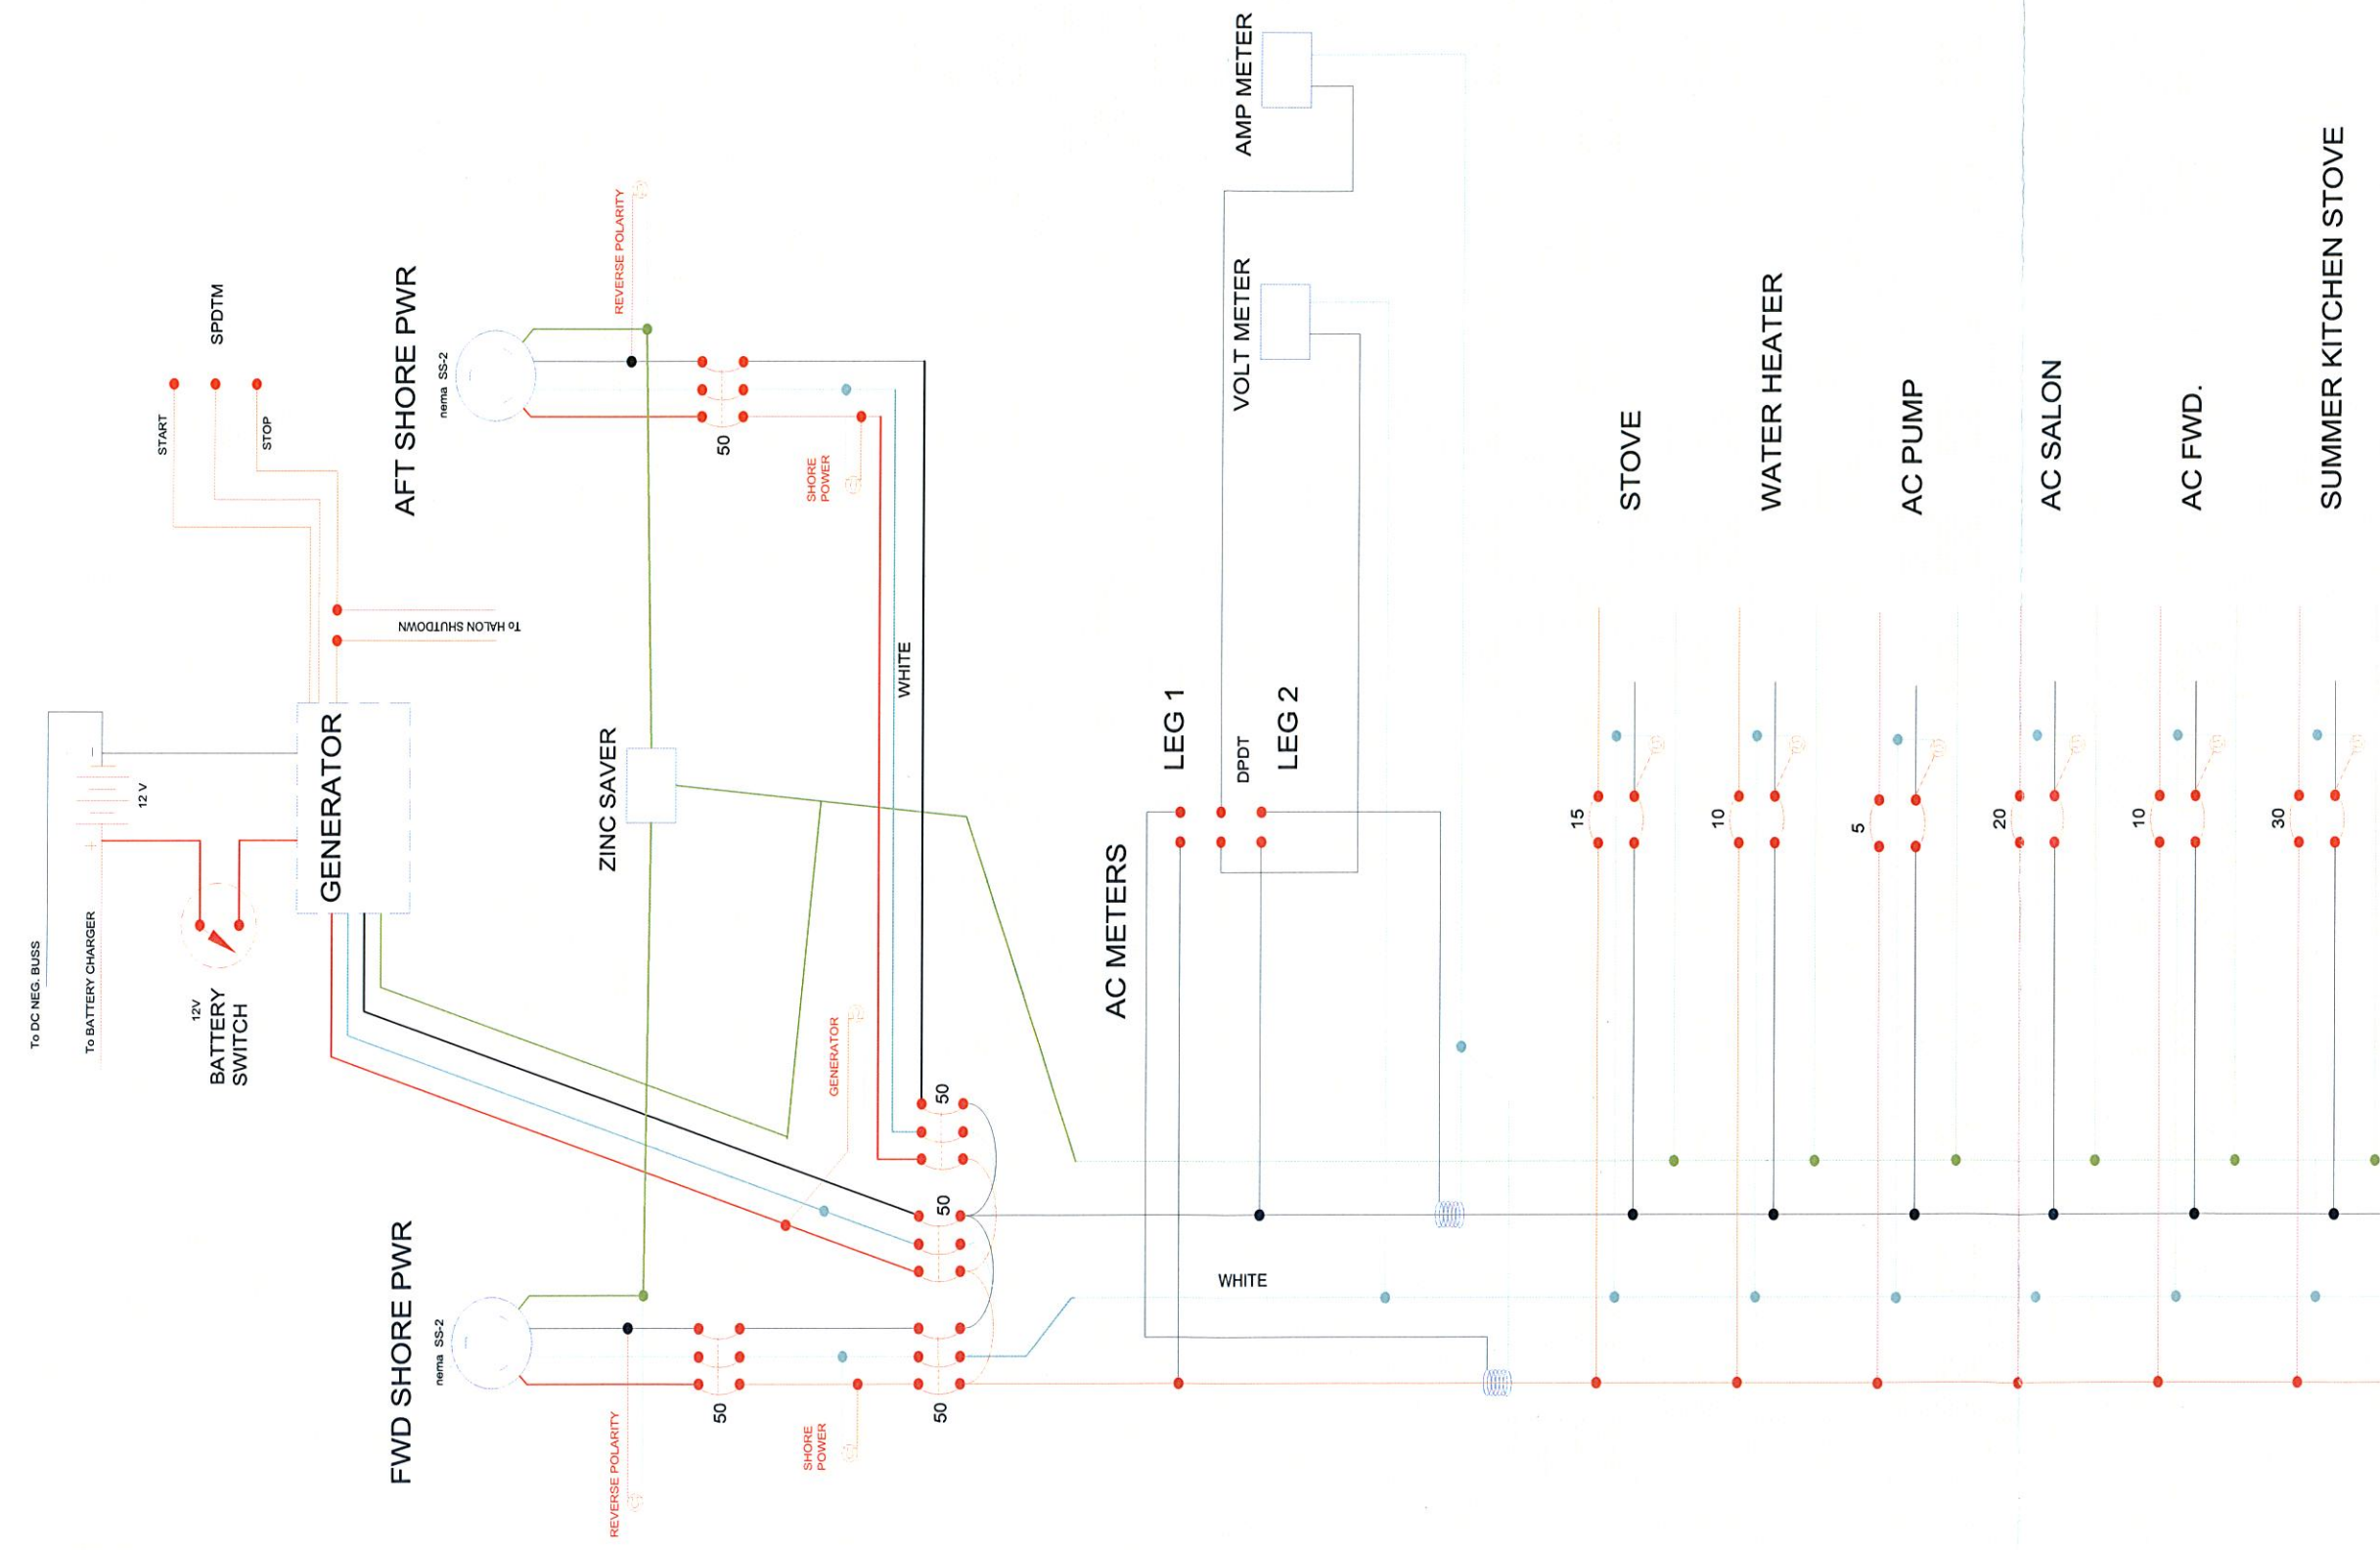 To DC NEG. BUSS
To BATTERY CHARGER
+
−
12 V
12V
BATTERY
SWITCH
START
SPDTM
STOP
GENERATOR
To HALON SHUTDOWN
AFT SHORE PWR
nema SS-2
REVERSE POLARITY
50
SHORE
POWER
WHITE
ZINC SAVER
GENERATOR
50
50
50
FWD SHORE PWR
nema SS-2
REVERSE POLARITY
50
SHORE
POWER
AC METERS
LEG 1
DPDT
LEG 2
VOLT METER
AMP METER
WHITE
STOVE
15
WATER HEATER
10
AC PUMP
5
AC SALON
20
AC FWD.
10
SUMMER KITCHEN STOVE
30